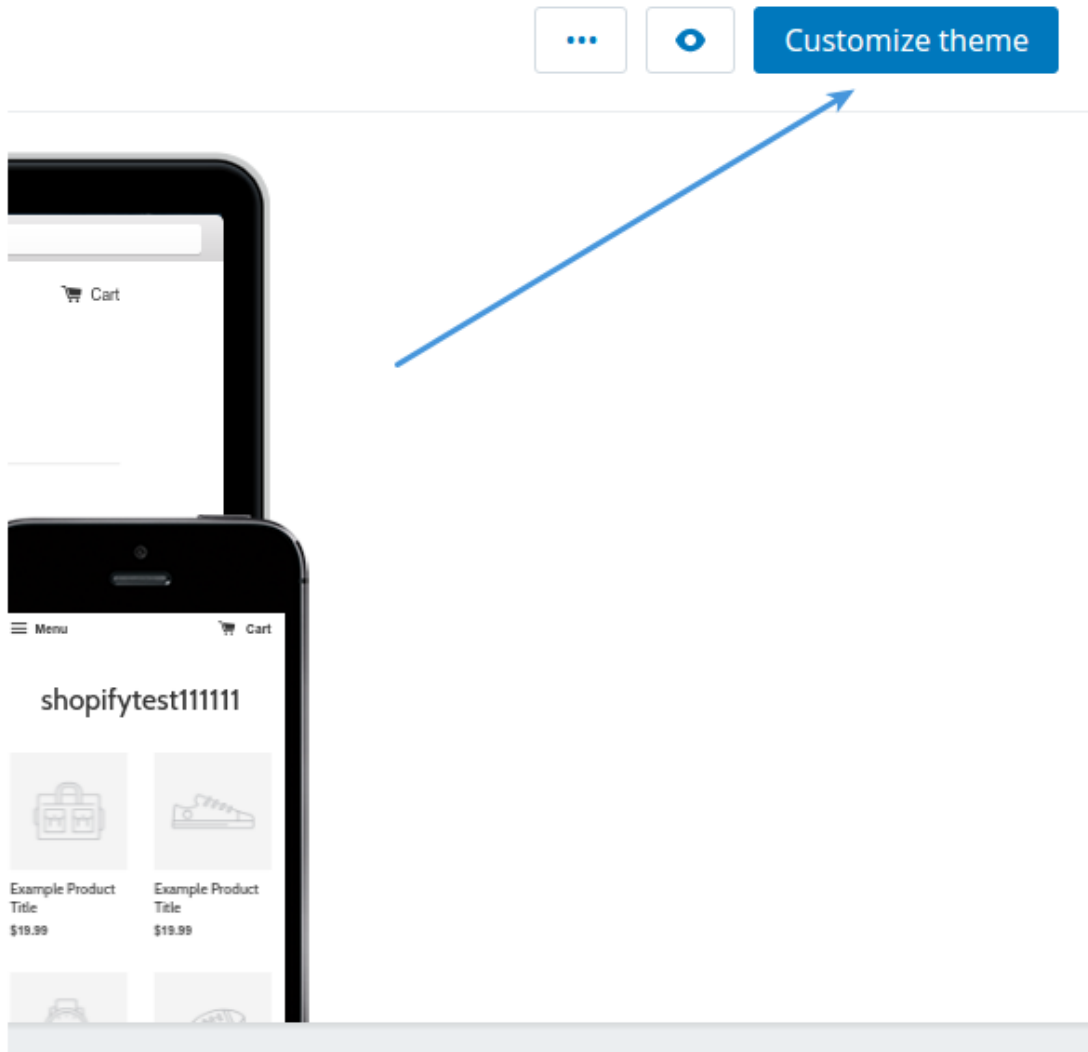 Customize theme
Cart
Menu
Cart
shopifytest111111
Example Product
Title
$19.99
Example Product
Title
$19.99